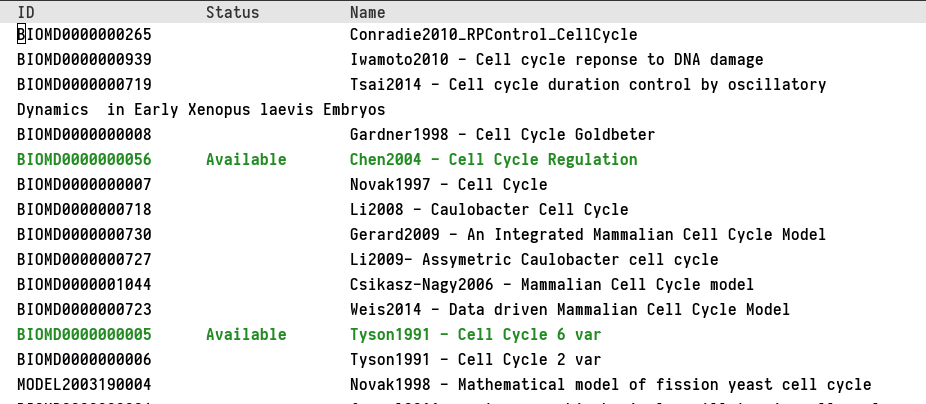 ID Status Name
BIOMD0000000265 Conradie2010_RPControl_CellCycle
BIOMD0000000939 Iwamoto2010 - Cell cycle reponse to DNA damage
BIOMD0000000719 Tsai2014 - Cell cycle duration control by oscillatory
Dynamics  in Early Xenopus laevis Embryos
BIOMD0000000008 Gardner1998 - Cell Cycle Goldbeter
BIOMD0000000056 Available Chen2004 - Cell Cycle Regulation
BIOMD0000000007 Novak1997 - Cell Cycle
BIOMD0000000718 Li2008 - Caulobacter Cell Cycle
BIOMD0000000730 Gerard2009 - An Integrated Mammalian Cell Cycle Model
BIOMD0000000727 Li2009- Assymetric Caulobacter cell cycle
BIOMD0000001044 Csikasz-Nagy2006 - Mammalian Cell Cycle model
BIOMD0000000723 Weis2014 - Data driven Mammalian Cell Cycle Model
BIOMD0000000005 Available Tyson1991 - Cell Cycle 6 var
BIOMD0000000006 Tyson1991 - Cell Cycle 2 var
MODEL2003190004 Novak1998 - Mathematical model of fission yeast cell cycle